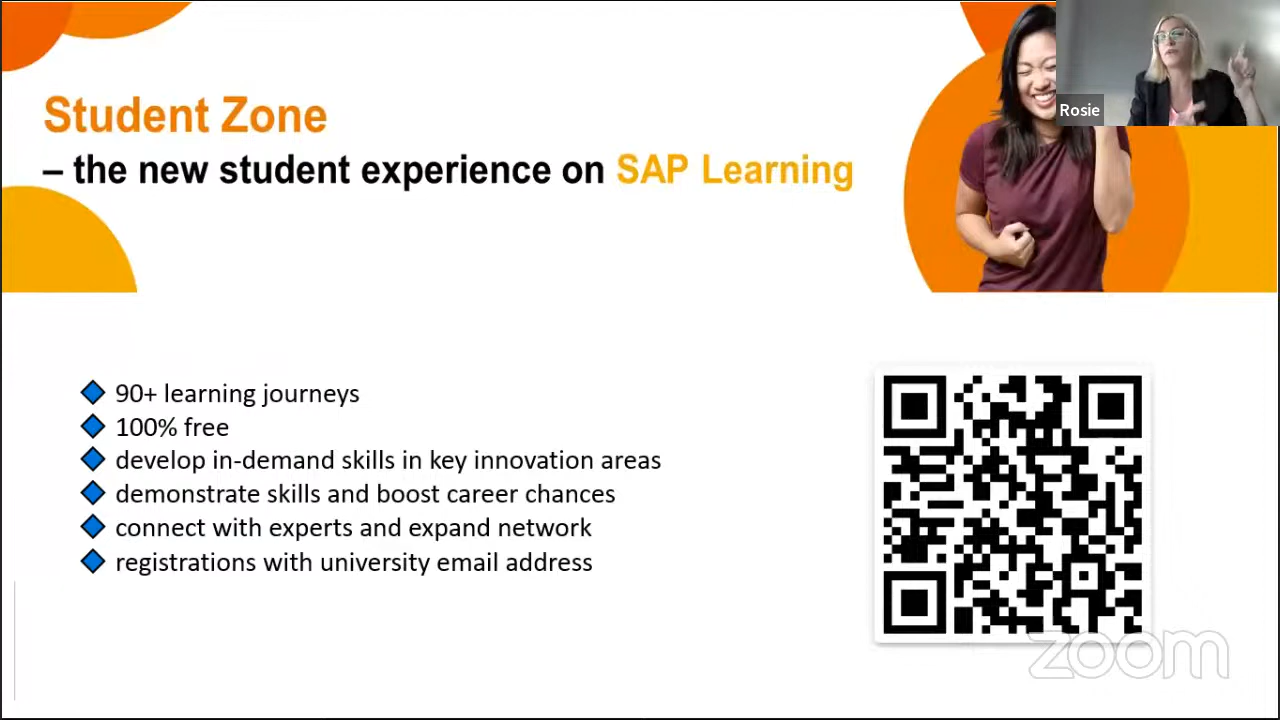 Student Zone
– the new student experience on SAP Learning
Rosie
90+ learning journeys
100% free
develop in-demand skills in key innovation areas
demonstrate skills and boost career chances
connect with experts and expand network
registrations with university email address
zoom